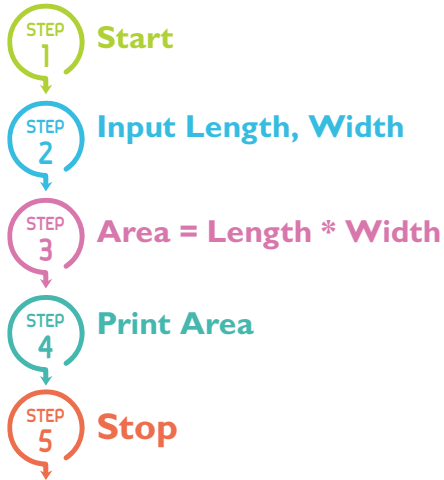 STEP
1
Start
STEP
2
Input Length, Width
STEP
3
Area = Length * Width
STEP
4
Print Area
STEP
5
Stop